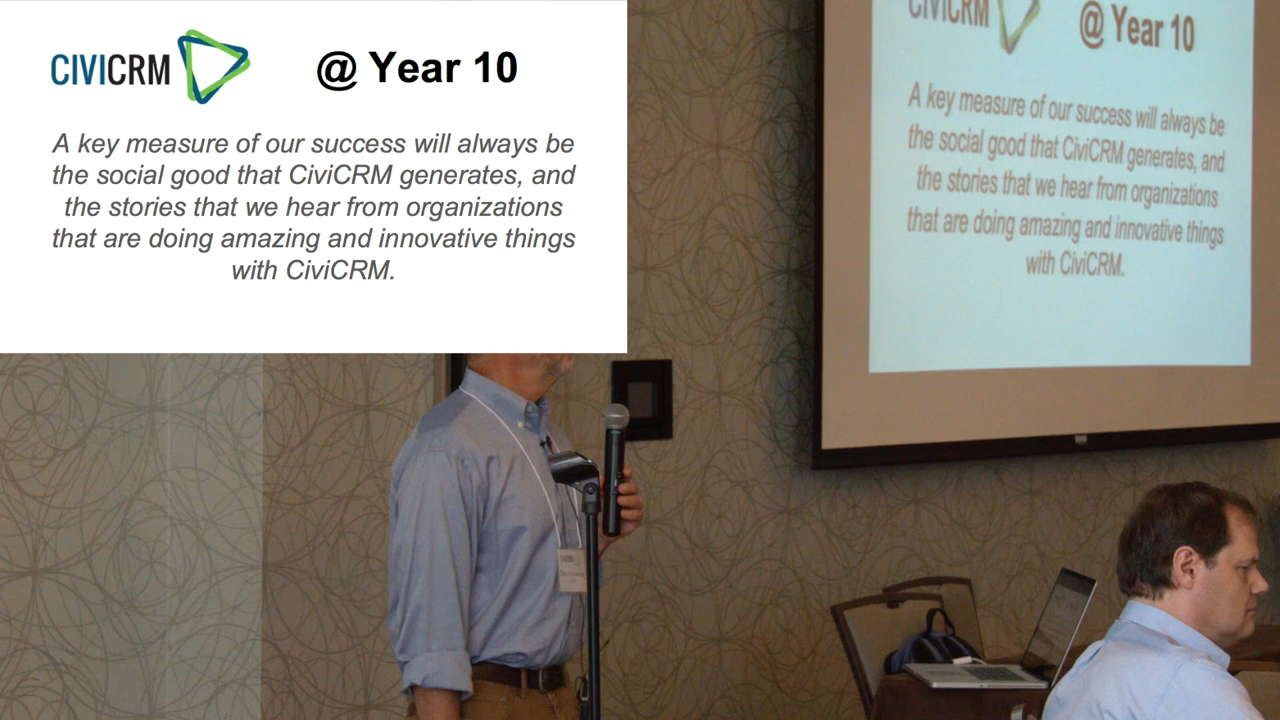 CIVICRM @ Year 10
A key measure of our success will always be
the social good that CiviCRM generates, and
the stories that we hear from organizations
that are doing amazing and innovative things
with CiviCRM.
CIVICRM @ Year 10
A key measure of our success will always be
the social good that CiviCRM generates, and
the stories that we hear from organizations
that are doing amazing and innovative things
with CiviCRM.